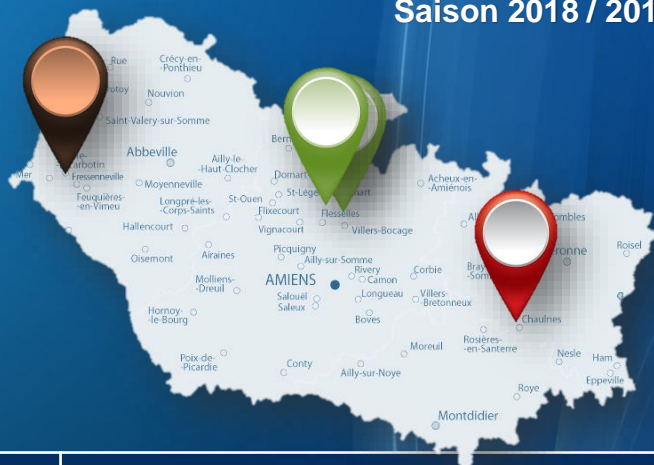 Saison 2018 / 201
Rue
Crécy-en-
-Ponthieu
Nouvion
Saint-Valery-sur-Somme
Abbeville
Ailly-le-
-Haut-Clocher
Fressenneville
Moyenneville
Feuquières-
-en-Vimeu
Longpré-les-
-Corps-Saints
St-Ouen
Flixecourt
Flesselles
Acheux-en-
-Amiénois
Hallencourt
Vignacourt
Villers-Bocage
Roisel
Oisemont
Airaines
Picquigny
Ailly-sur-Somme
Rivery
Camon
Corbie
Molliens-
-Dreuil
AMIENS
Salouël
Saleux
Longueau
Villers-
-Bretonneux
Chaulnes
Hornoy-
-le-Bourg
Boves
Rosières-
-en-Santerre
Moreuil
Nesle
Ham
Poix-de-
-Picardie
Conty
Ailly-sur-Noye
Eppeville
Roye
Montdidier